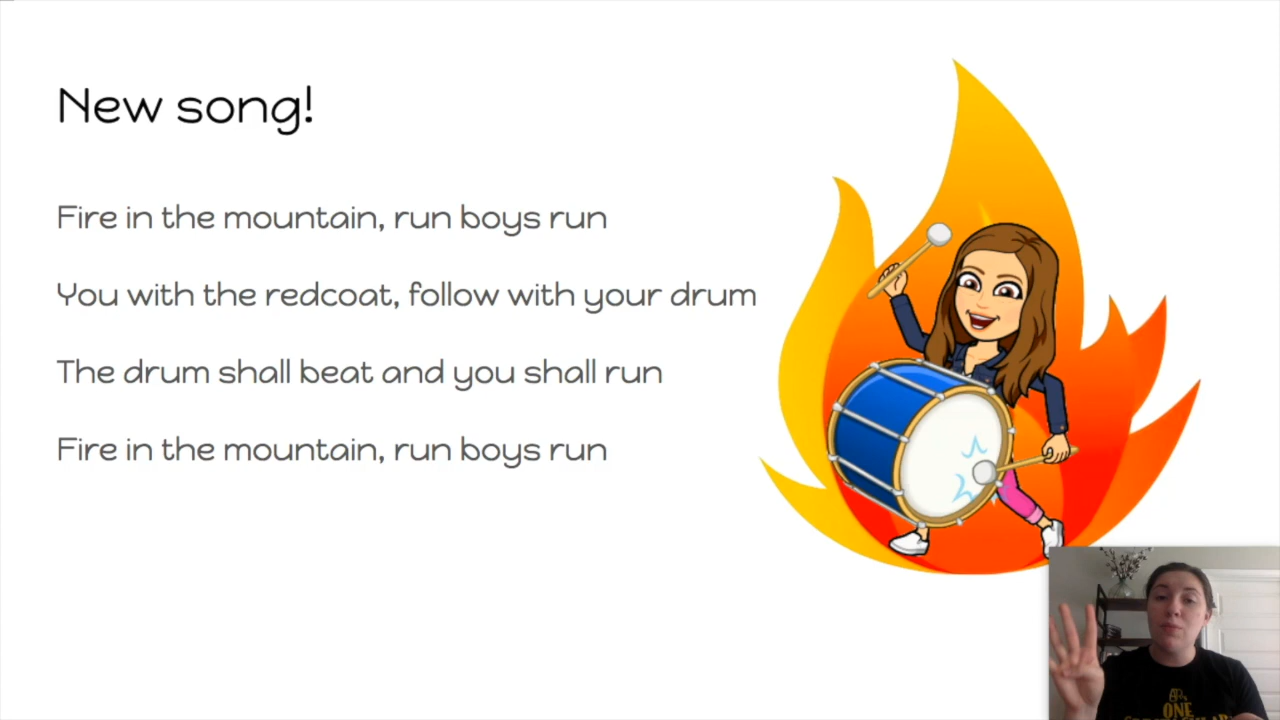 New song!
Fire in the mountain, run boys run
You with the redcoat, follow with your drum
The drum shall beat and you shall run
Fire in the mountain, run boys run
ONE